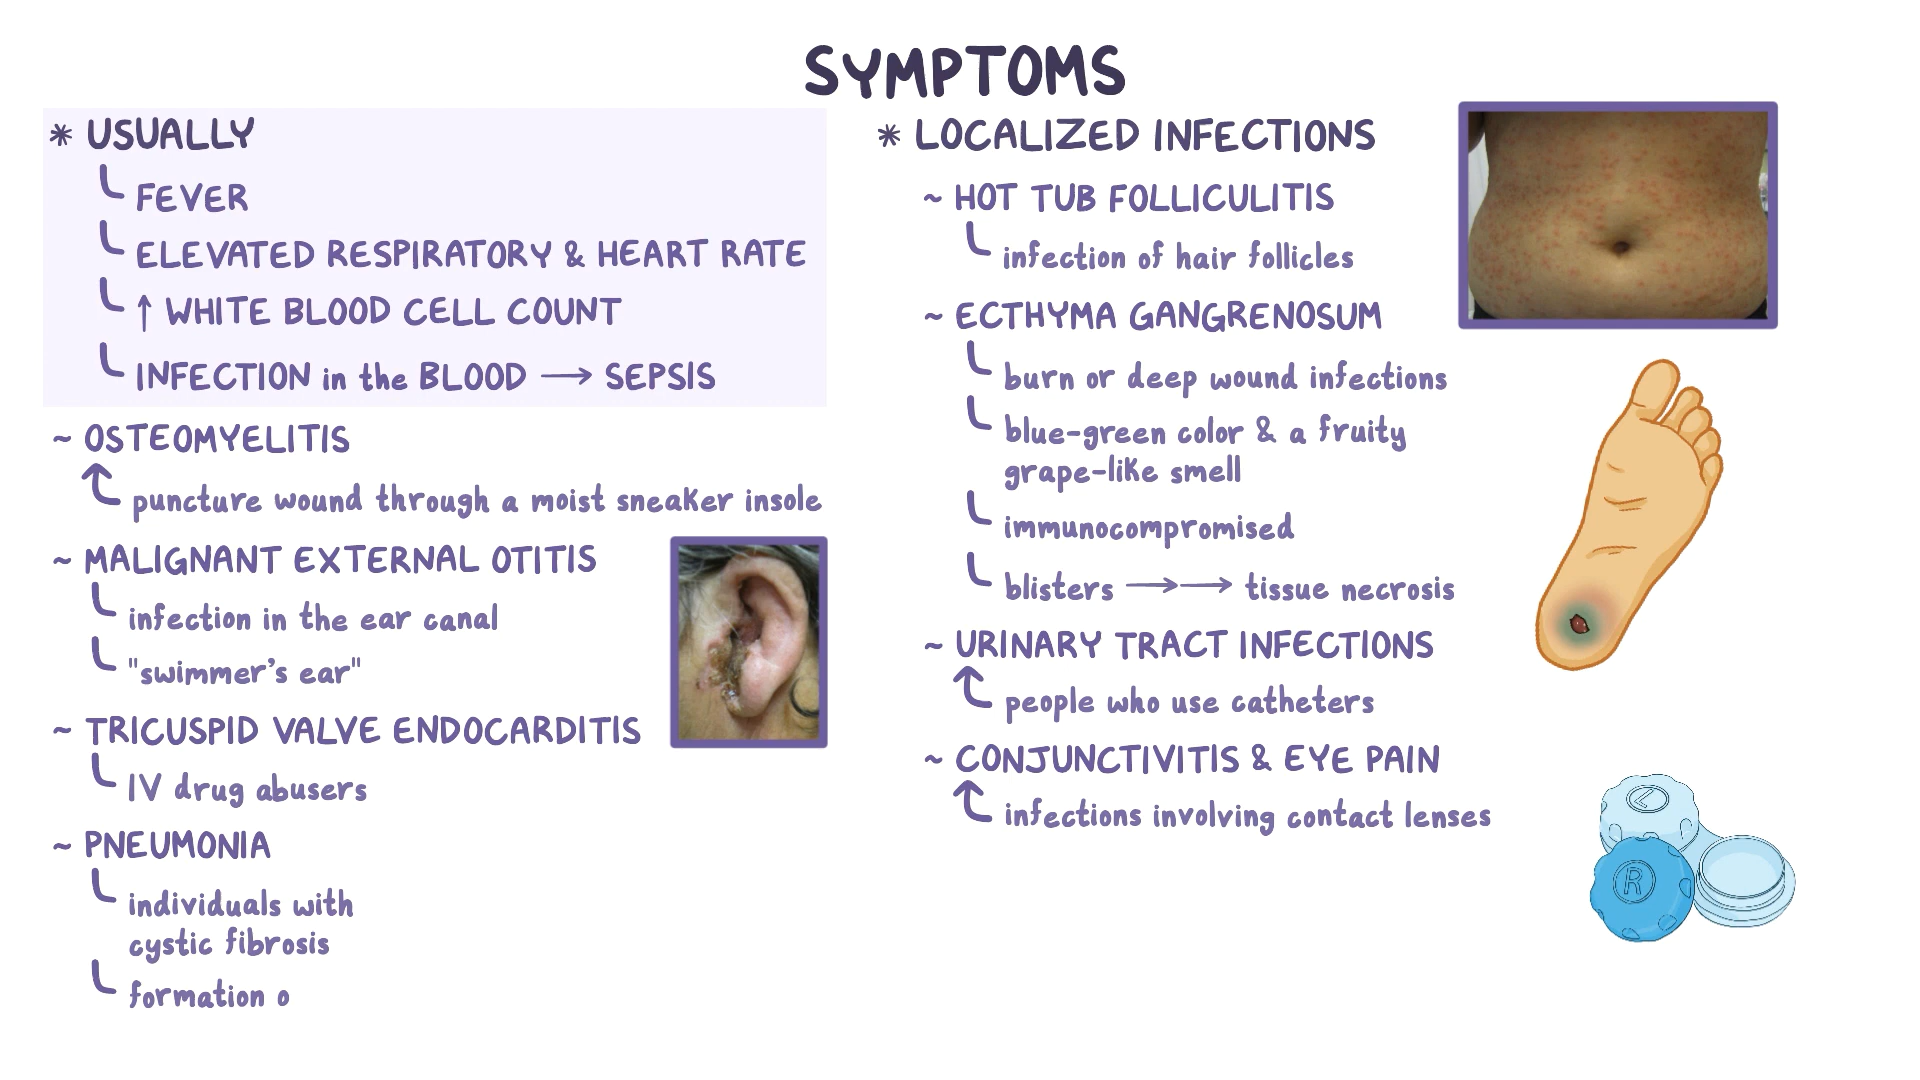 SYMPTOMS
* USUALLY
FEVER
ELEVATED RESPIRATORY & HEART RATE
↑ WHITE BLOOD CELL COUNT
INFECTION in the BLOOD → SEPSIS
~ OSTEOMYELITIS
puncture wound through a moist sneaker insole
~ MALIGNANT EXTERNAL OTITIS
infection in the ear canal
"swimmer's ear"
~ TRICUSPID VALVE ENDOCARDITIS
IV drug abusers
~ PNEUMONIA
individuals with
cystic fibrosis
formation o
* LOCALIZED INFECTIONS
~ HOT TUB FOLLICULITIS
infection of hair follicles
~ ECTHYMA GANGRENOSUM
burn or deep wound infections
blue-green color & a fruity
grape-like smell
immunocompromised
blisters →→ tissue necrosis
~ URINARY TRACT INFECTIONS
people who use catheters
~ CONJUNCTIVITIS & EYE PAIN
infections involving contact lenses
L
R